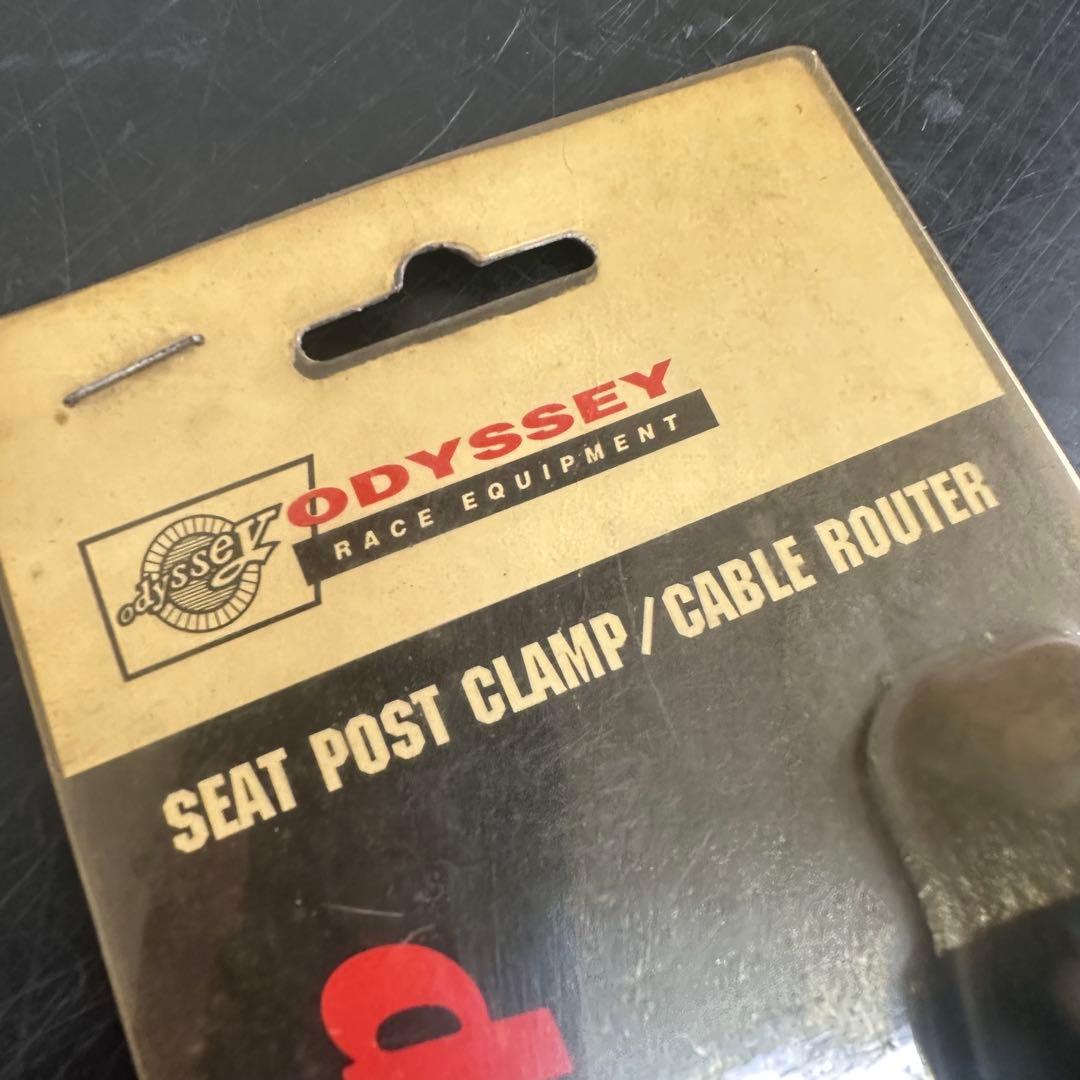 odyssey
ODYSSEY
RACE EQUIPMENT
SEAT POST CLAMP/CABLE ROUTER